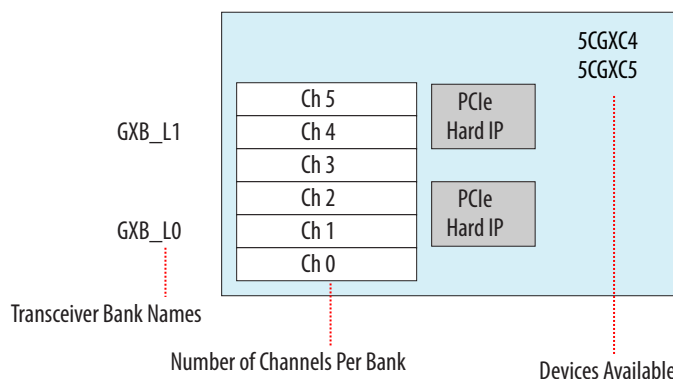 5CGXC4
5CGXC5
Ch 5
Ch 4
Ch 3
Ch 2
Ch 1
Ch 0
PCIe
Hard IP
PCIe
Hard IP
GXB_L1
GXB_L0
Transceiver Bank Names
Number of Channels Per Bank
Devices Available